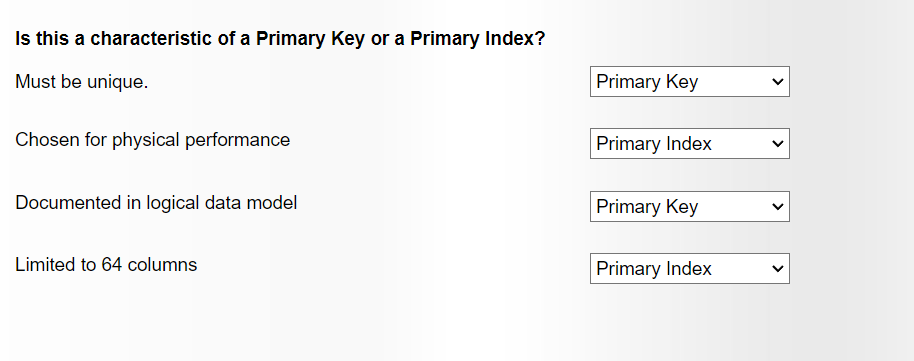 Is this a characteristic of a Primary Key or a Primary Index?
Must be unique. Primary Key
Chosen for physical performance Primary Index
Documented in logical data model Primary Key
Limited to 64 columns Primary Index